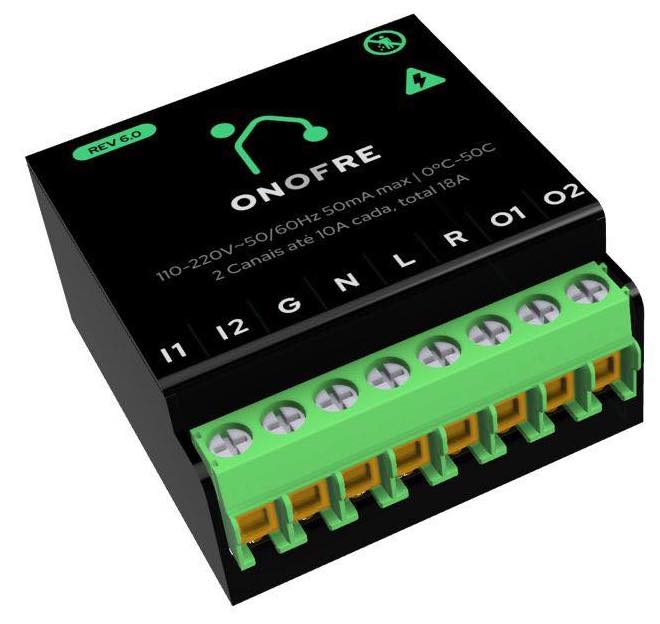 REV 6.0
ONOFRE
110-220V~50/60Hz 50mA max | 0°C-50C
2 Canais até 10A cada, total 18A
I1 I2 G N L R O1 O2